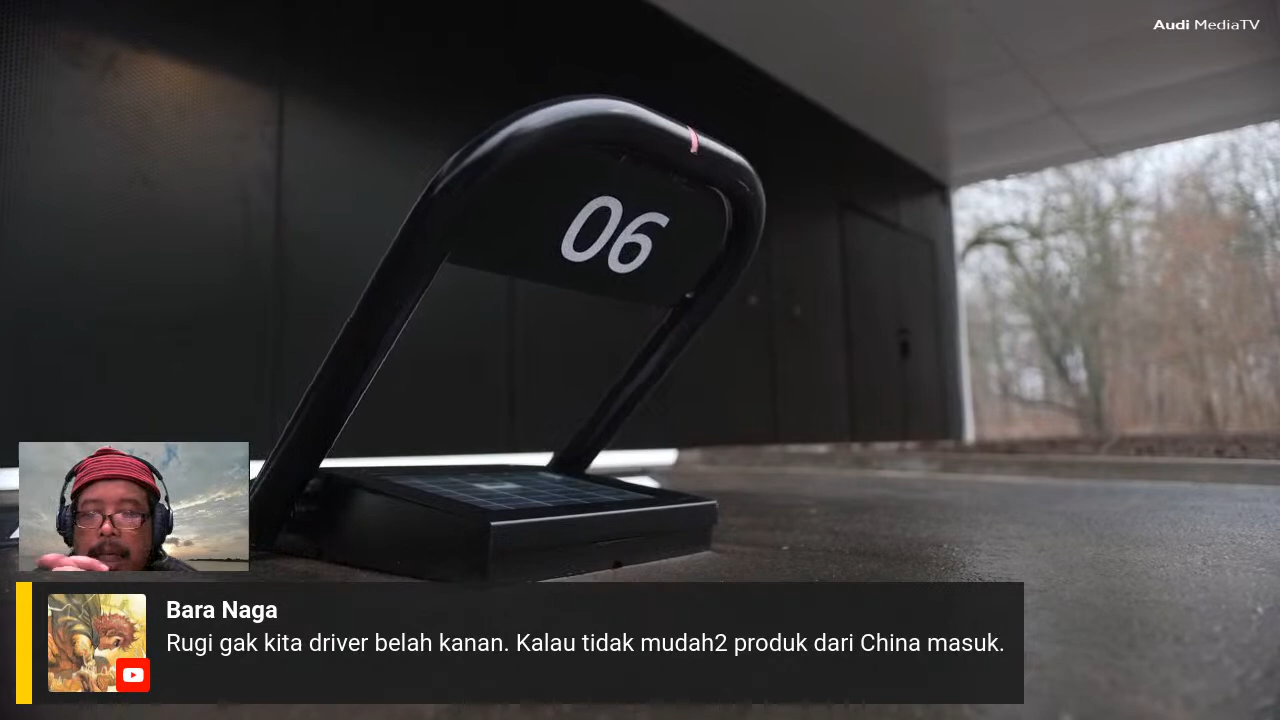 Audi MediaTV
06
Bara Naga
Rugi gak kita driver belah kanan. Kalau tidak mudah2 produk dari China masuk.